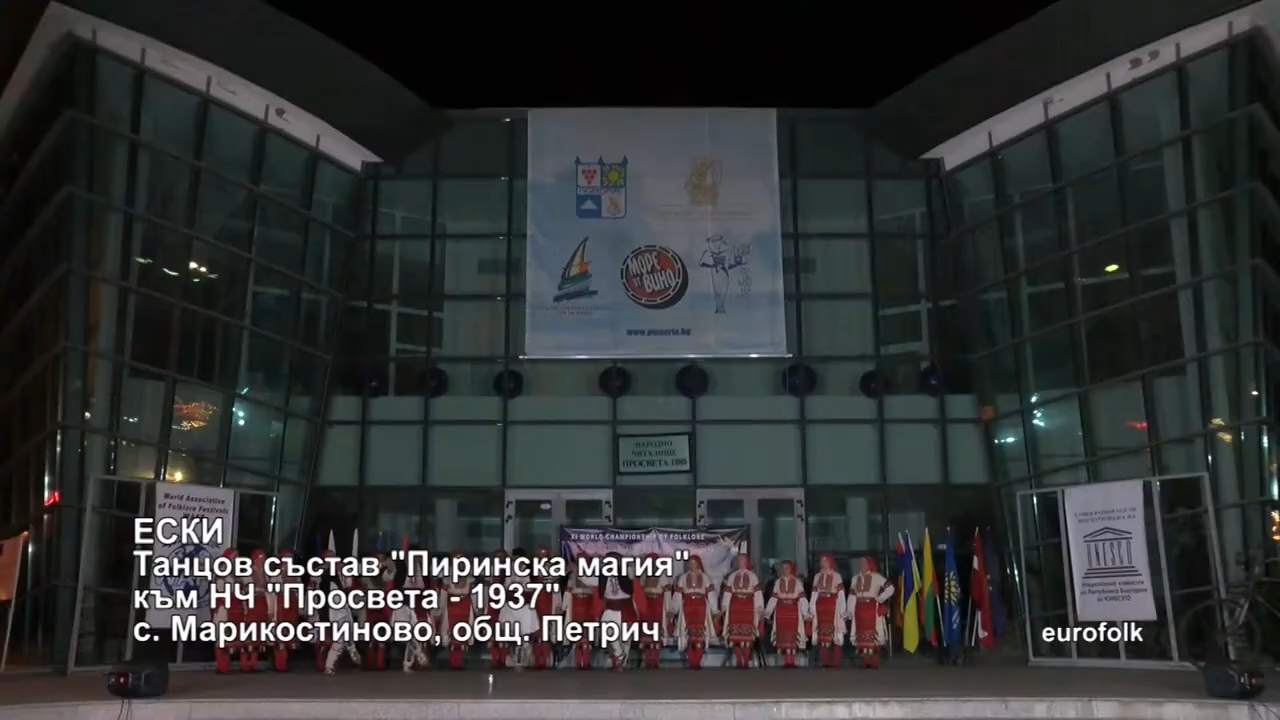 МОРЕ
ОТ
ВИНО
www.pomorie.bg
НАРОДНО
ЧИТАЛИЩЕ
ПРОСВЕТА 1888
World Association
of Folklore Festivals
XI WORLD CHAMPIONSHIP OF FOLKLORE
UNESCO
ЕСКИ
Танцов състав "Пиринска магия"
към НЧ "Просвета - 1937"
с. Марикостиново, общ. Петрич
eurofolk